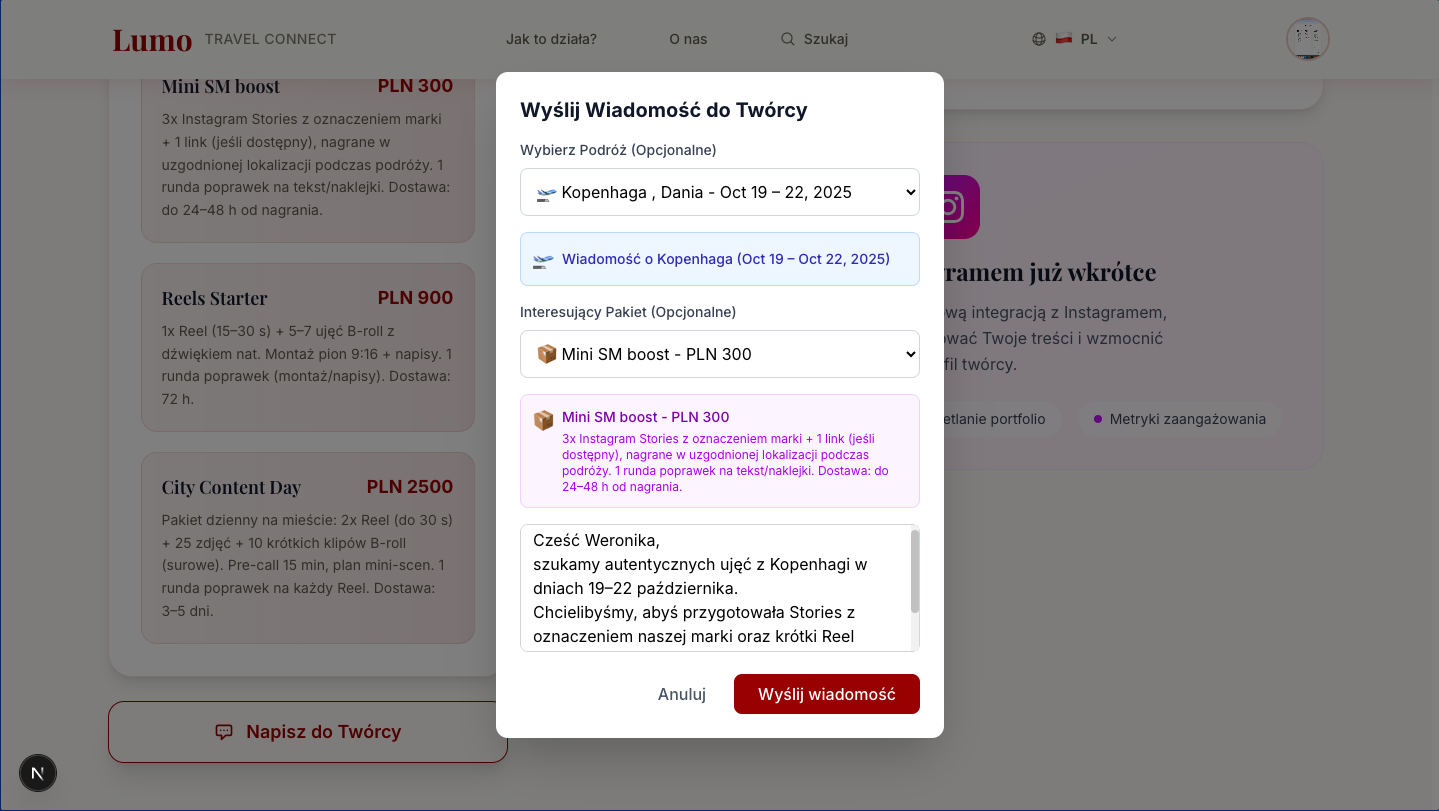 Lumo TRAVEL CONNECT
Jak to działa?
O nas
Szukaj
PL
Mini SM boost PLN 300
3x Instagram Stories z oznaczeniem marki
+ 1 link (jeśli dostępny), nagrane w
uzgodnionej lokalizacji podczas podróży. 1
runda poprawek na tekst/naklejki. Dostawa:
do 24–48 h od nagrania.
Reels Starter PLN 900
1x Reel (15–30 s) + 5–7 ujęć B-roll z
dźwiękiem nat. Montaż pion 9:16 + napisy. 1
runda poprawek (montaż/napisy). Dostawa:
72 h.
City Content Day PLN 2500
Pakiet dzienny na mieście: 2x Reel (do 30 s)
+ 25 zdjęć + 10 krótkich klipów B-roll
(surowe). Pre-call 15 min, plan mini-scen. 1
runda poprawek na każdy Reel. Dostawa:
3–5 dni.
Napisz do Twórcy
N
Wyślij Wiadomość do Twórcy
Wybierz Podróż (Opcjonalne)
Kopenhaga , Dania - Oct 19 – 22, 2025
Wiadomość o Kopenhaga (Oct 19 – Oct 22, 2025)
Interesujący Pakiet (Opcjonalne)
Mini SM boost - PLN 300
Mini SM boost - PLN 300
3x Instagram Stories z oznaczeniem marki + 1 link (jeśli
dostępny), nagrane w uzgodnionej lokalizacji podczas
podróży. 1 runda poprawek na tekst/naklejki. Dostawa: do
24–48 h od nagrania.
Cześć Weronika,
szukamy autentycznych ujęć z Kopenhagi w
dniach 19–22 października.
Chcielibyśmy, abyś przygotowała Stories z
oznaczeniem naszej marki oraz krótki Reel
Anuluj
Wyślij wiadomość
już wkrótce
integracją z Instagramem,
Twoje treści i wzmocnić
twórcy.
portfolio
Metryki zaangażowania